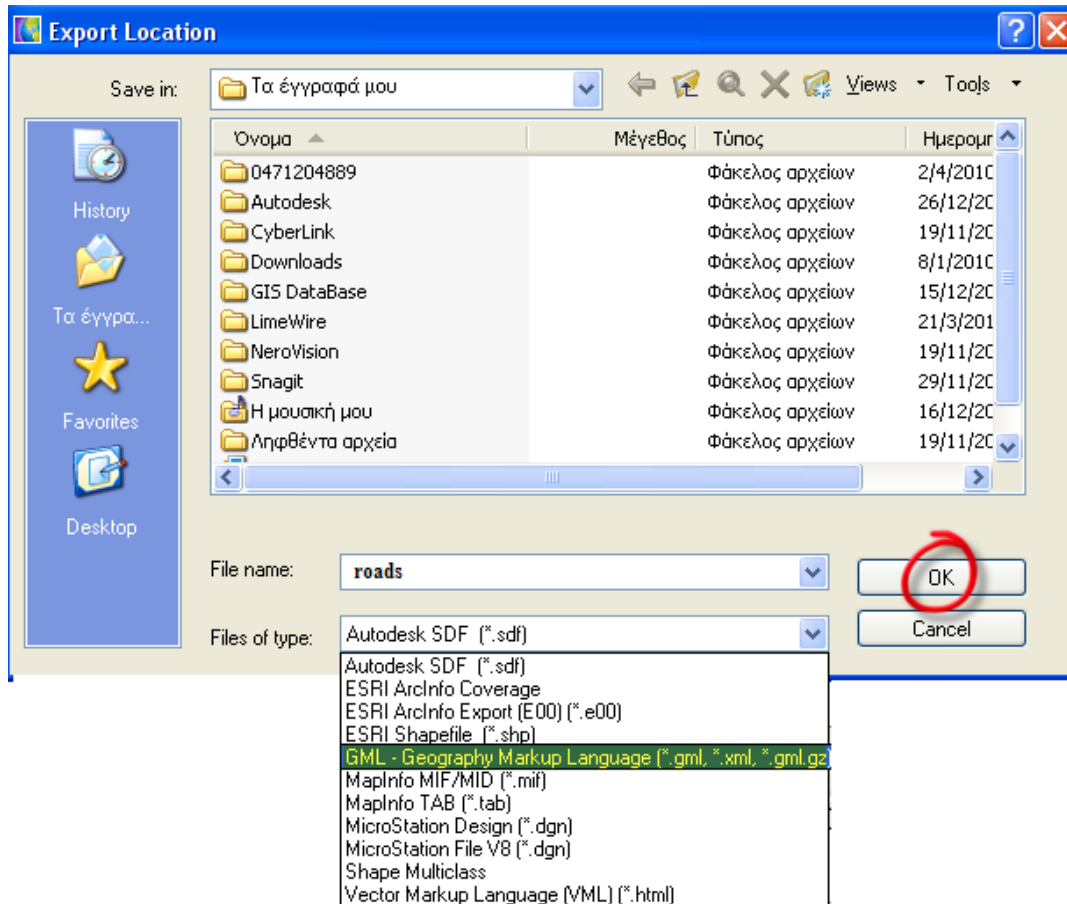 Export Location
Save in: Τα έγγραφά μου Views Tools
Όνομα Μέγεθος Τύπος Ημερομη
0471204889 Φάκελος αρχείων 2/4/2010
Autodesk Φάκελος αρχείων 26/12/20
CyberLink Φάκελος αρχείων 19/11/20
Downloads Φάκελος αρχείων 8/1/2010
GIS DataBase Φάκελος αρχείων 15/12/20
LimeWire Φάκελος αρχείων 21/3/201
NeroVision Φάκελος αρχείων 19/11/20
Snagit Φάκελος αρχείων 29/11/20
Η μουσική μου Φάκελος αρχείων 16/12/20
Ληφθέντα αρχεία Φάκελος αρχείων 19/11/20
History
Τα έγγρα...
Favorites
Desktop
File name: roads OK
Files of type: Autodesk SDF (*.sdf) Cancel
Autodesk SDF (*.sdf)
ESRI ArcInfo Coverage
ESRI ArcInfo Export (E00) (*.e00)
ESRI Shapefile (*.shp)
GML - Geography Markup Language (*.gml, *.xml, *.gml.gz)
MapInfo MIF/MID (*.mif)
MapInfo TAB (*.tab)
MicroStation Design (*.dgn)
MicroStation File V8 (*.dgn)
Shape Multiclass
Vector Markup Language (VML) (*.html)